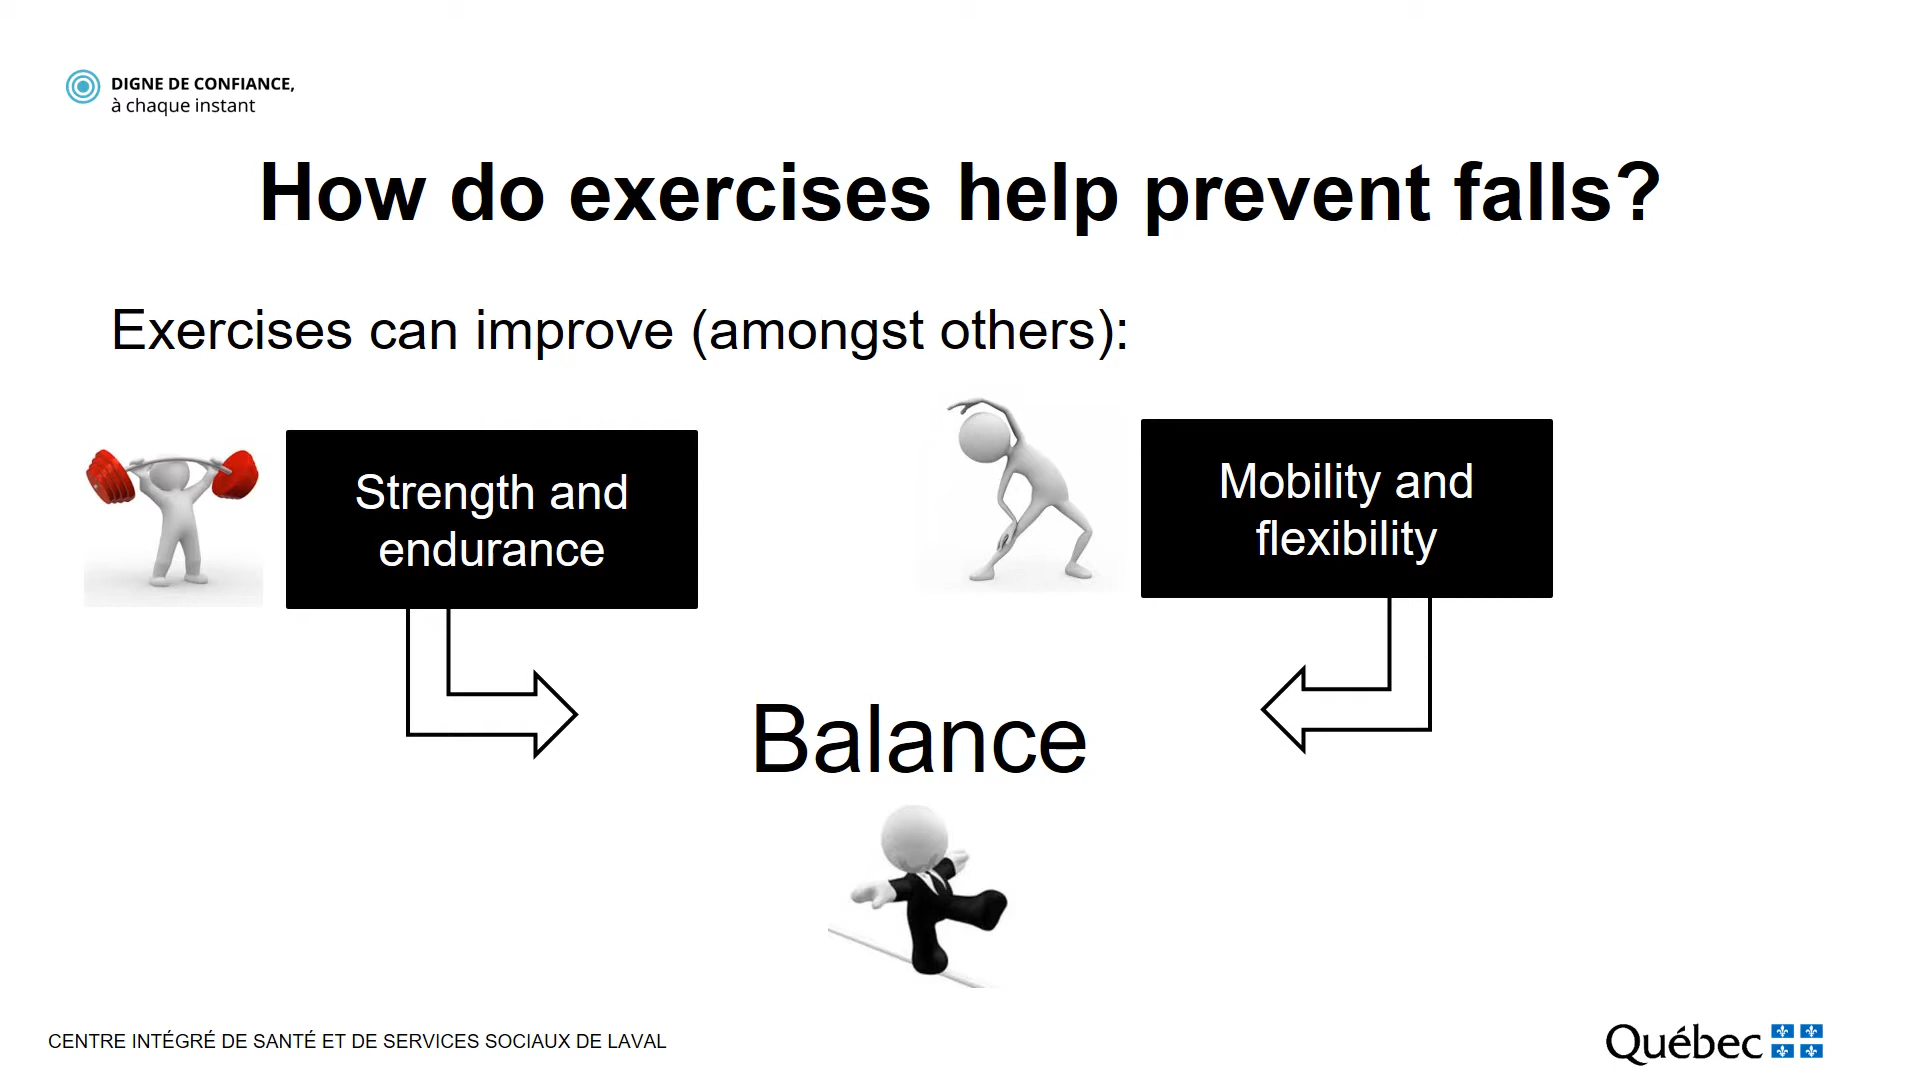 DIGNE DE CONFIANCE,
à chaque instant
How do exercises help prevent falls?
Exercises can improve (amongst others):
Strength and
endurance
Mobility and
flexibility
Balance
CENTRE INTÉGRÉ DE SANTÉ ET DE SERVICES SOCIAUX DE LAVAL
Québec